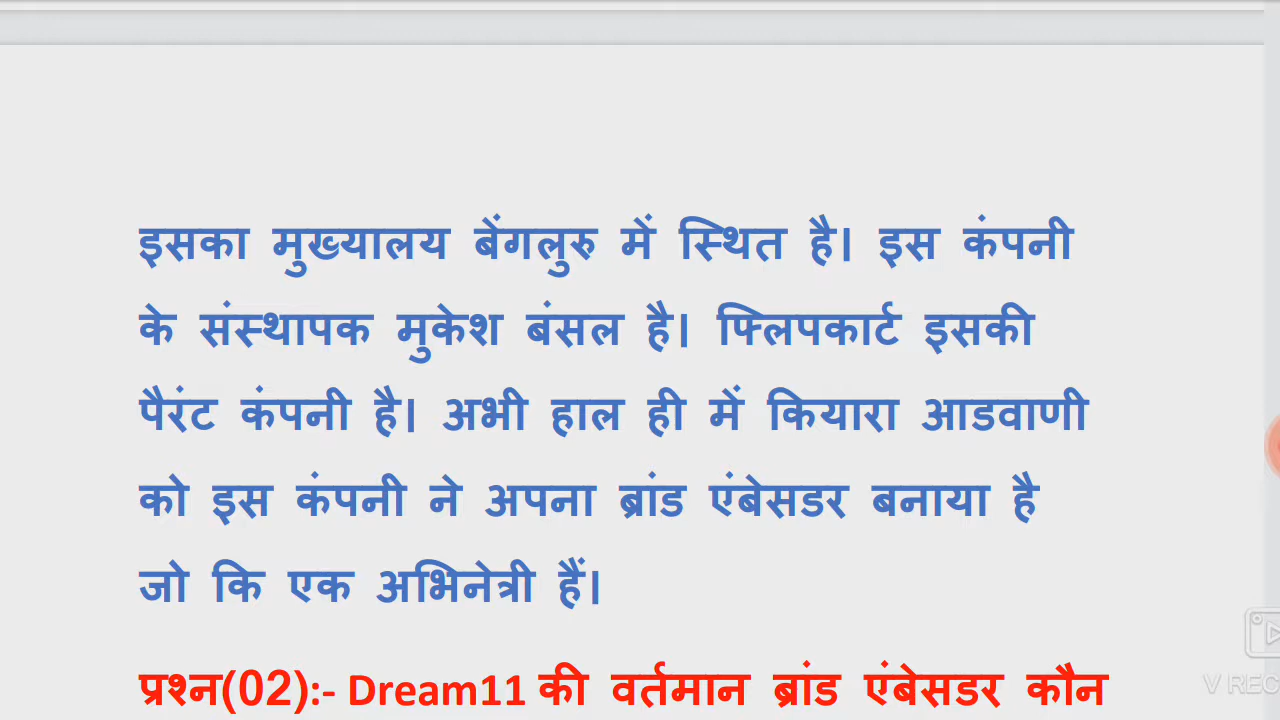 इसका मुख्यालय बेंगलुरु में स्थित है। इस कंपनी
के संस्थापक मुकेश बंसल है। फ्लिपकार्ट इसकी
पैरंट कंपनी है। अभी हाल ही में कियारा आडवाणी
को इस कंपनी ने अपना ब्रांड एंबेसडर बनाया है
जो कि एक अभिनेत्री हैं।
प्रश्न(02):- Dream11 की वर्तमान ब्रांड एंबेसडर कौन
V REC